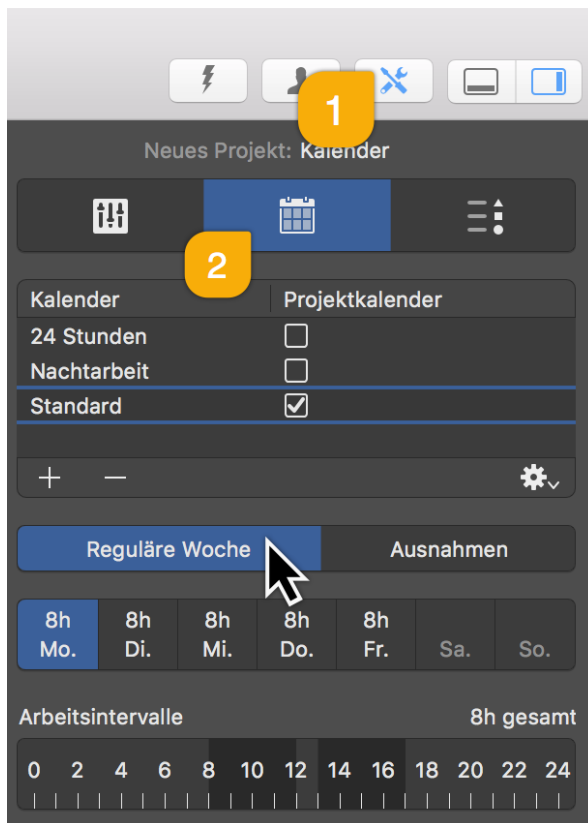 1
Neues Projekt: Kalender
2
Kalender Projektkalender
24 Stunden
Nachtarbeit
Standard
Reguläre Woche Ausnahmen
8h 8h 8h 8h 8h
Mo. Di. Mi. Do. Fr. Sa. So.
Arbeitsintervalle 8h gesamt
0 2 4 6 8 10 12 14 16 18 20 22 24